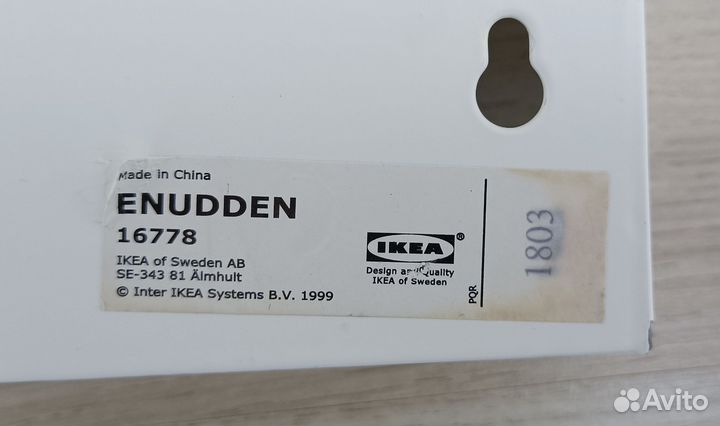 Made in China
ENUDDEN
16778
IKEA of Sweden AB
SE-343 81 Älmhult
© Inter IKEA Systems B.V. 1999
IKEA®
Design and Quality
IKEA of Sweden
PQR
1803
Avito